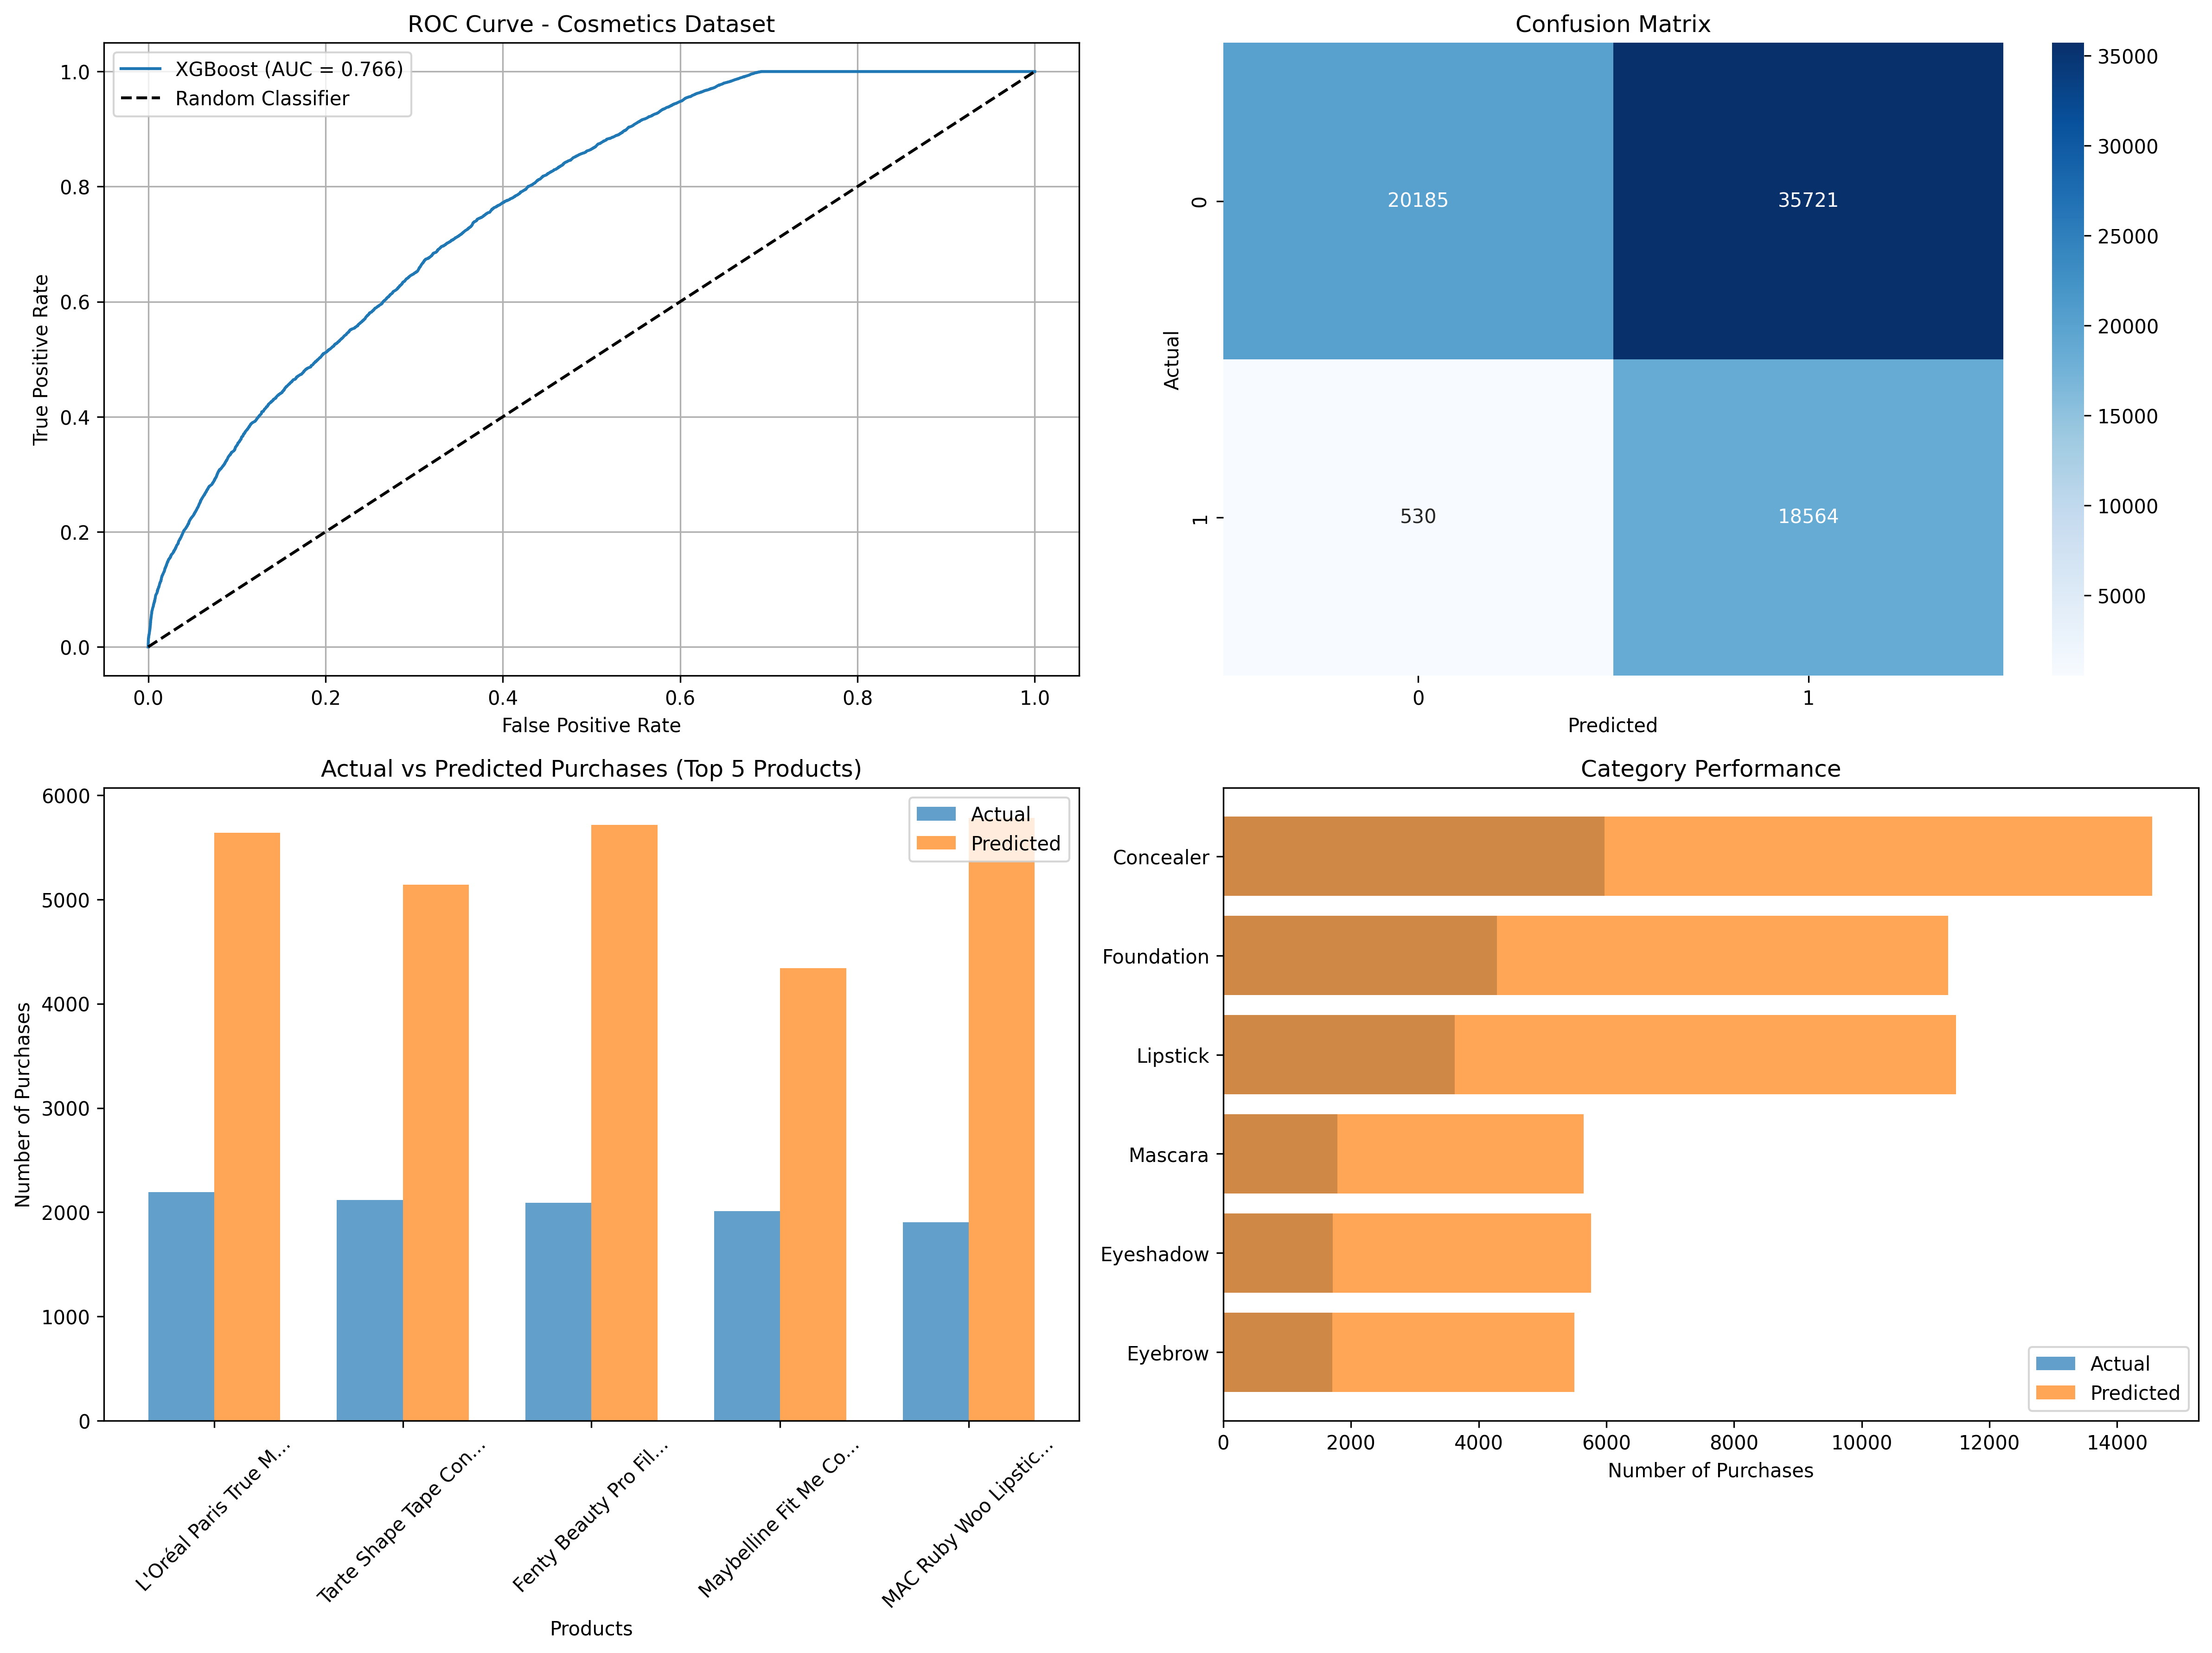 ROC Curve - Cosmetics Dataset
XGBoost (AUC = 0.766)
Random Classifier
1.0
0.8
0.6
0.4
0.2
0.0
True Positive Rate
0.0 0.2 0.4 0.6 0.8 1.0
False Positive Rate
Confusion Matrix
20185 35721
530 18564
0
1
Actual
0 1
Predicted
35000
30000
25000
20000
15000
10000
5000
Actual vs Predicted Purchases (Top 5 Products)
Actual
Predicted
6000
5000
4000
3000
2000
1000
0
Number of Purchases
L'Oréal Paris True M...
Tarte Shape Tape Con...
Fenty Beauty Pro Fil...
Maybelline Fit Me Co...
MAC Ruby Woo Lipstic...
Products
Category Performance
Concealer
Foundation
Lipstick
Mascara
Eyeshadow
Eyebrow
Actual
Predicted
0 2000 4000 6000 8000 10000 12000 14000
Number of Purchases